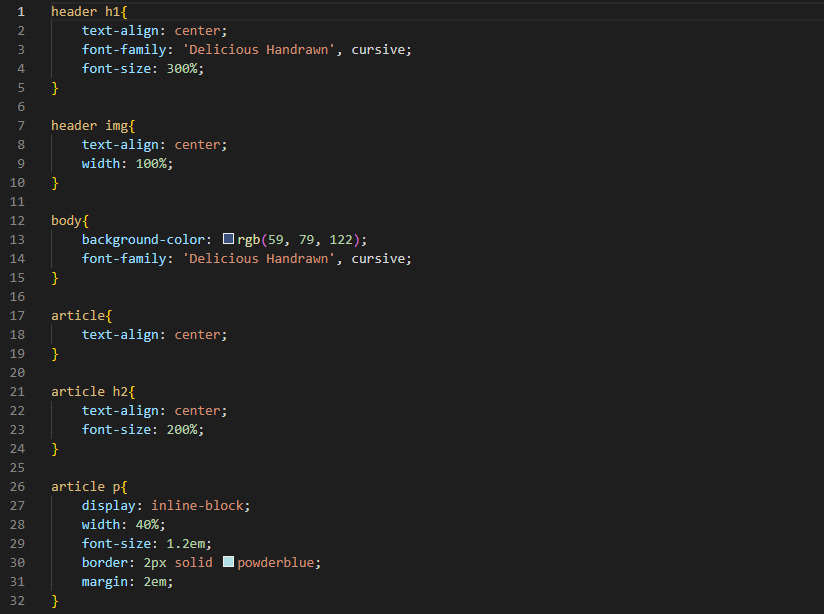 1 header h1{
2     text-align: center;
3     font-family: 'Delicious Handrawn', cursive;
4     font-size: 300%;
5 }
6
7 header img{
8     text-align: center;
9     width: 100%;
10 }
11
12 body{
13     background-color: rgb(59, 79, 122);
14     font-family: 'Delicious Handrawn', cursive;
15 }
16
17 article{
18     text-align: center;
19 }
20
21 article h2{
22     text-align: center;
23     font-size: 200%;
24 }
25
26 article p{
27     display: inline-block;
28     width: 40%;
29     font-size: 1.2em;
30     border: 2px solid powderblue;
31     margin: 2em;
32 }